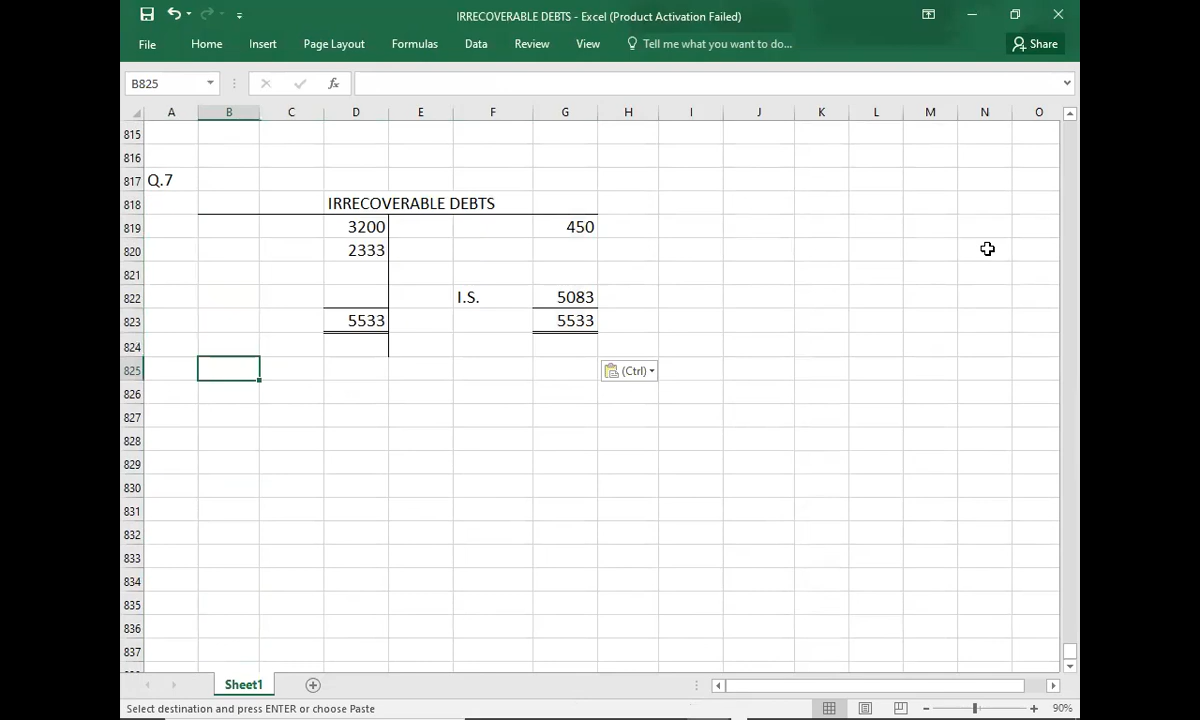 IRRECOVERABLE DEBTS - Excel (Product Activation Failed)
File Home Insert Page Layout Formulas Data Review View Tell me what you want to do... Share
B825 fx
A B C D E F G H I J K L M N O
815
816
817 Q.7
818 IRRECOVERABLE DEBTS
819 3200 450
820 2333
821
822 I.S. 5083
823 5533 5533
824
825 (Ctrl)
826
827
828
829
830
831
832
833
834
835
836
837
Sheet1
Select destination and press ENTER or choose Paste 90%